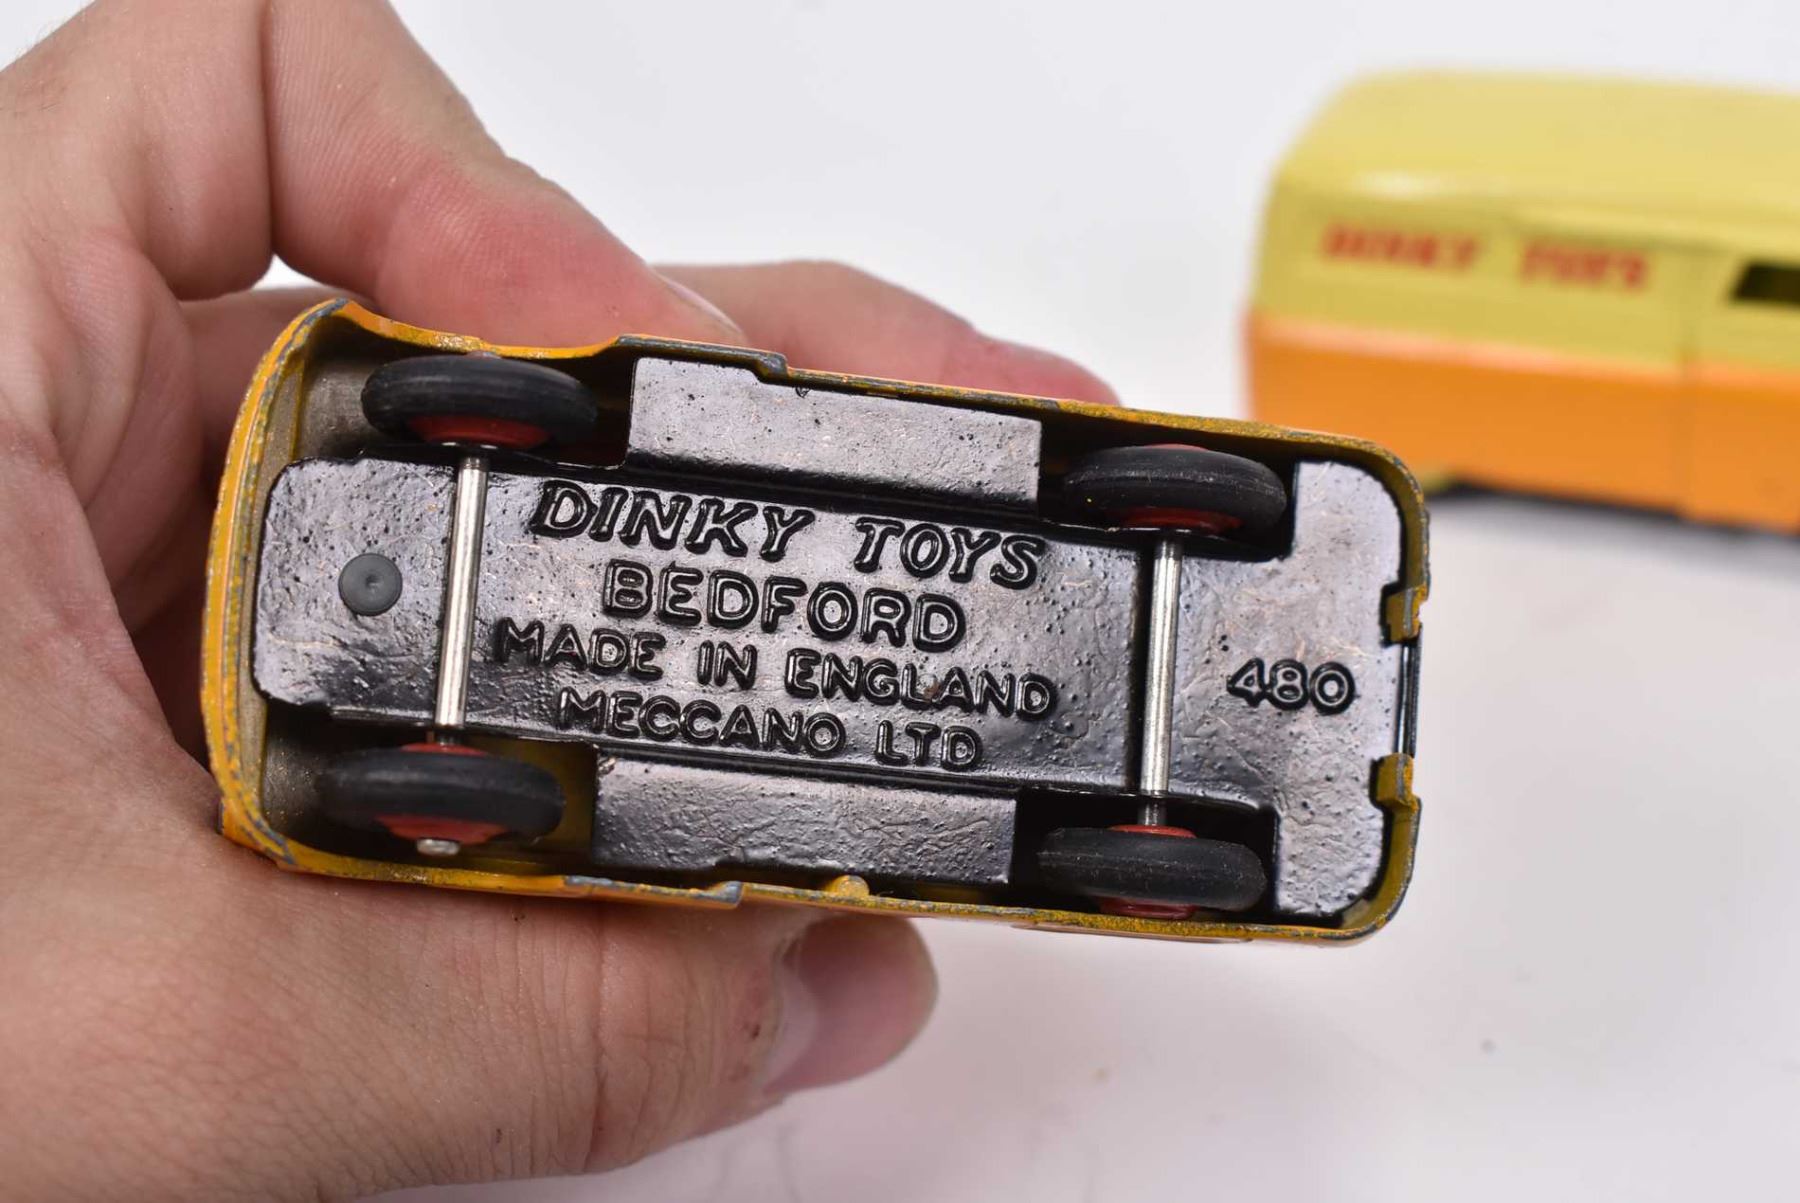 DINKY TOYS
BEDFORD
MADE IN ENGLAND
MECCANO LTD
480
DINKY TOYS